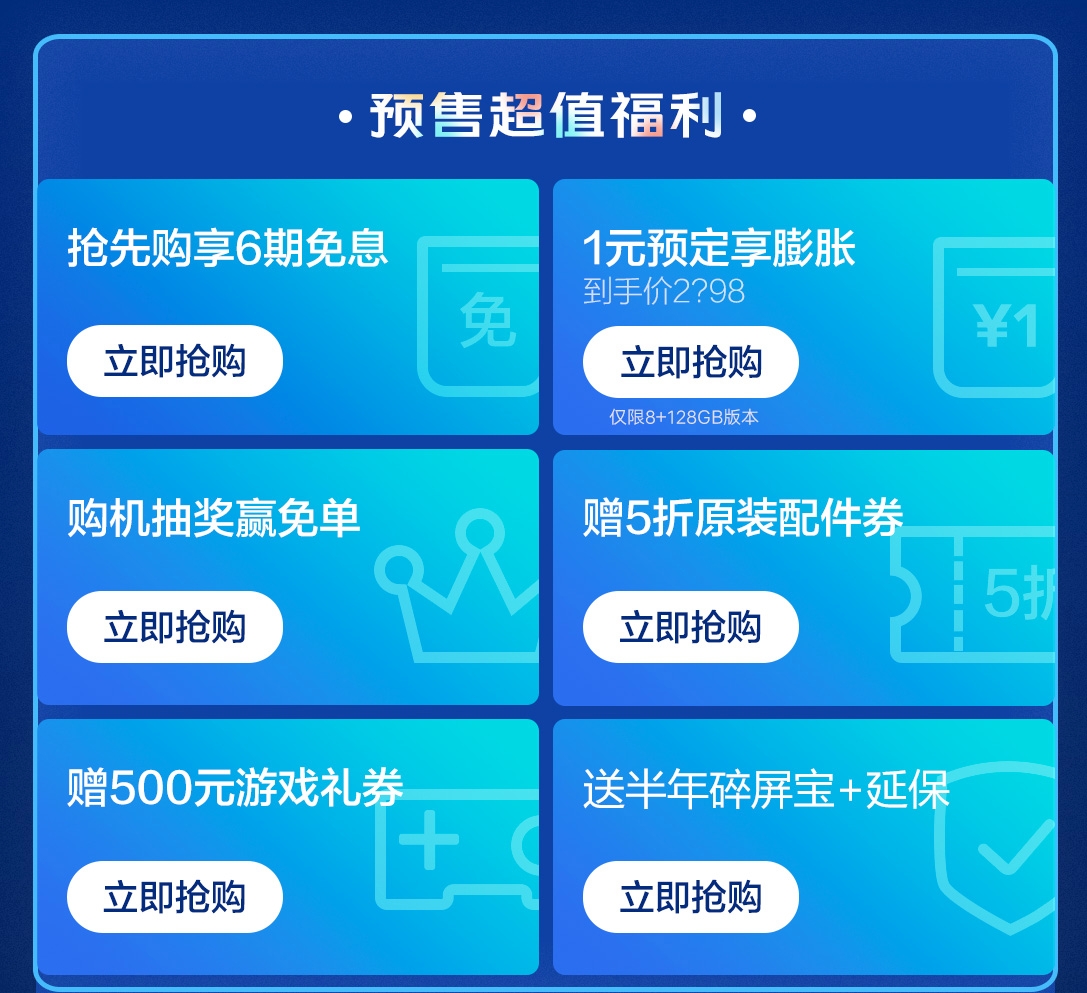 ·预售超值福利·
抢先购享6期免息
免
立即抢购
1元预定享膨胀
到手价2?98
¥1
立即抢购
仅限8+128GB版本
购机抽奖赢免单
立即抢购
赠5折原装配件券
5折
立即抢购
赠500元游戏礼券
立即抢购
送半年碎屏宝+延保
立即抢购